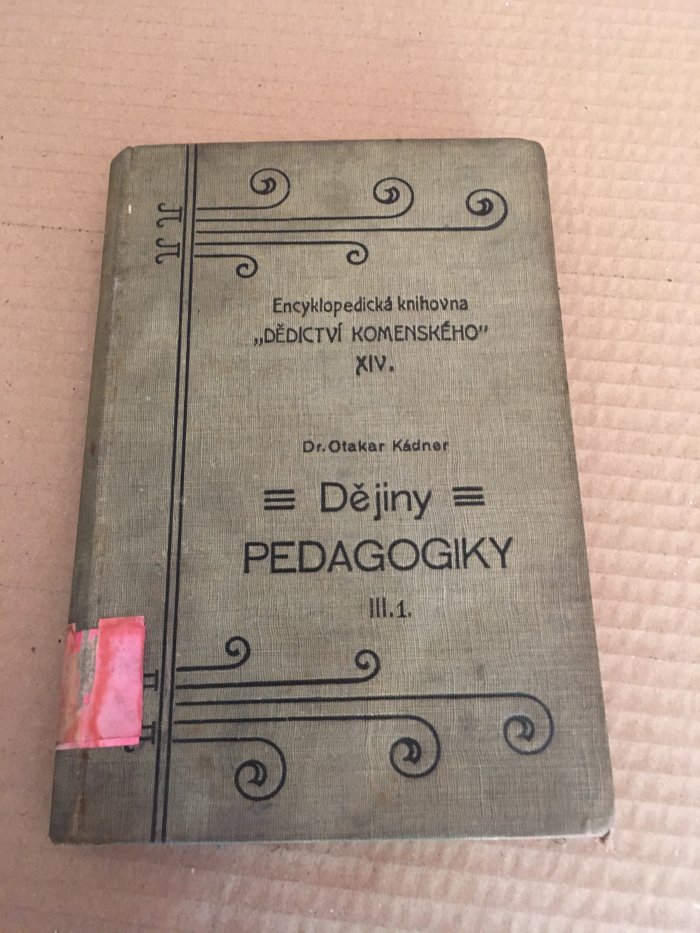 Encyklopedická knihovna
„DĚDICTVÍ KOMENSKÉHO"
XIV.
Dr. Otakar Kádner
Dějiny
PEDAGOGIKY
III.1.